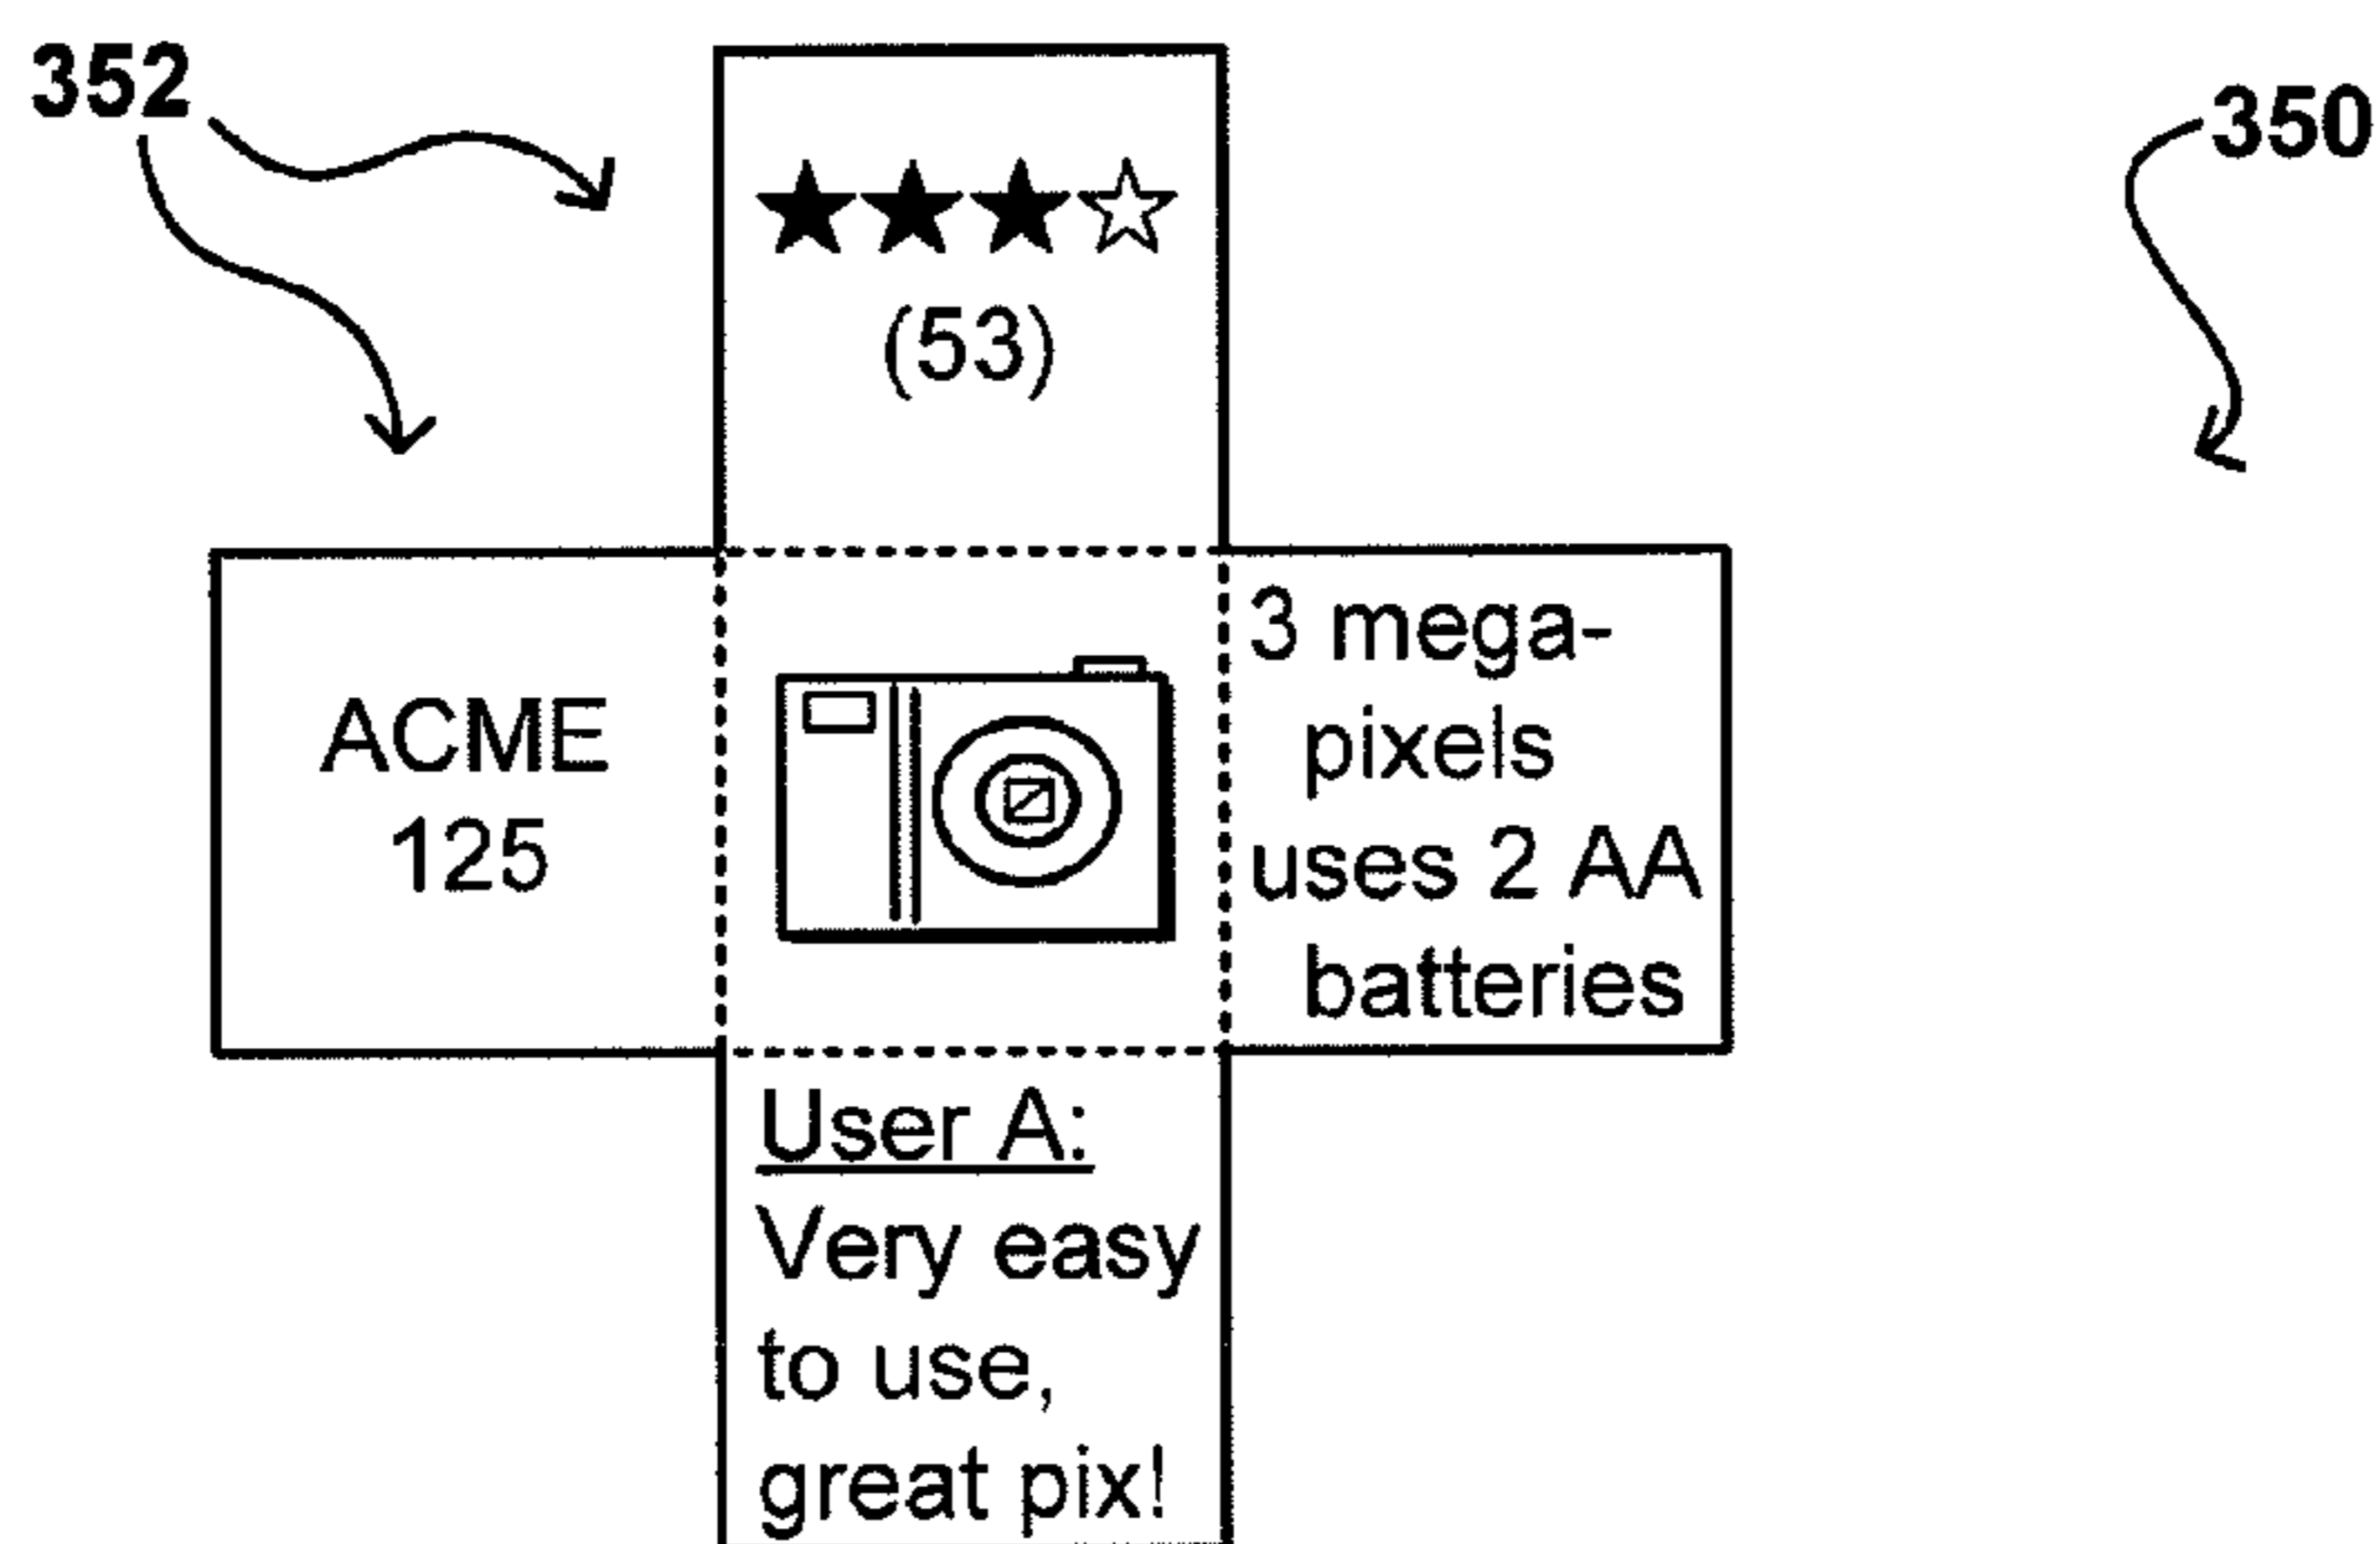 352
350
★★★☆
(53)
ACME
125
3 mega-
pixels
uses 2 AA
batteries
User A:
Very easy
to use,
great pix!